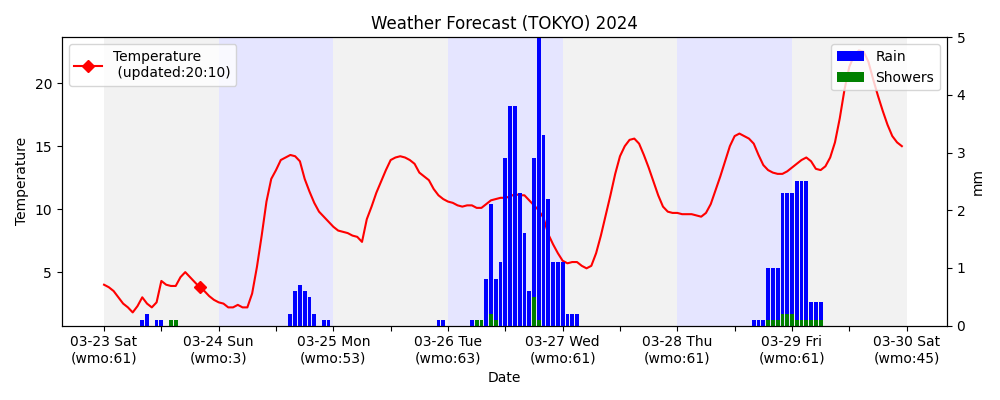 Weather Forecast (TOKYO) 2024
Temperature
(updated:20:10)
Rain
Showers
20
15
10
5
Temperature
5
4
3
2
1
0
mm
03-23 Sat
(wmo:61)
03-24 Sun
(wmo:3)
03-25 Mon
(wmo:53)
03-26 Tue
(wmo:63)
03-27 Wed
(wmo:61)
03-28 Thu
(wmo:61)
03-29 Fri
(wmo:61)
03-30 Sat
(wmo:45)
Date